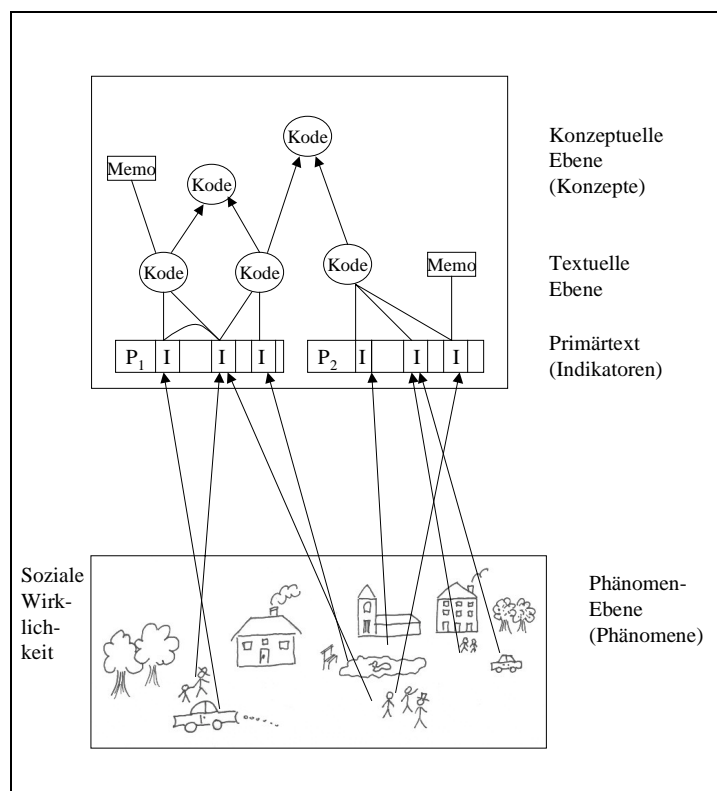 Kode
Konzeptuelle
Ebene
(Konzepte)
Memo
Kode
Kode
Kode
Kode
Memo
Textuelle
Ebene
P1 I I I
P2 I I I
Primärtext
(Indikatoren)
Soziale
Wirk-
lich-
keit
Phänomen-
Ebene
(Phänomene)